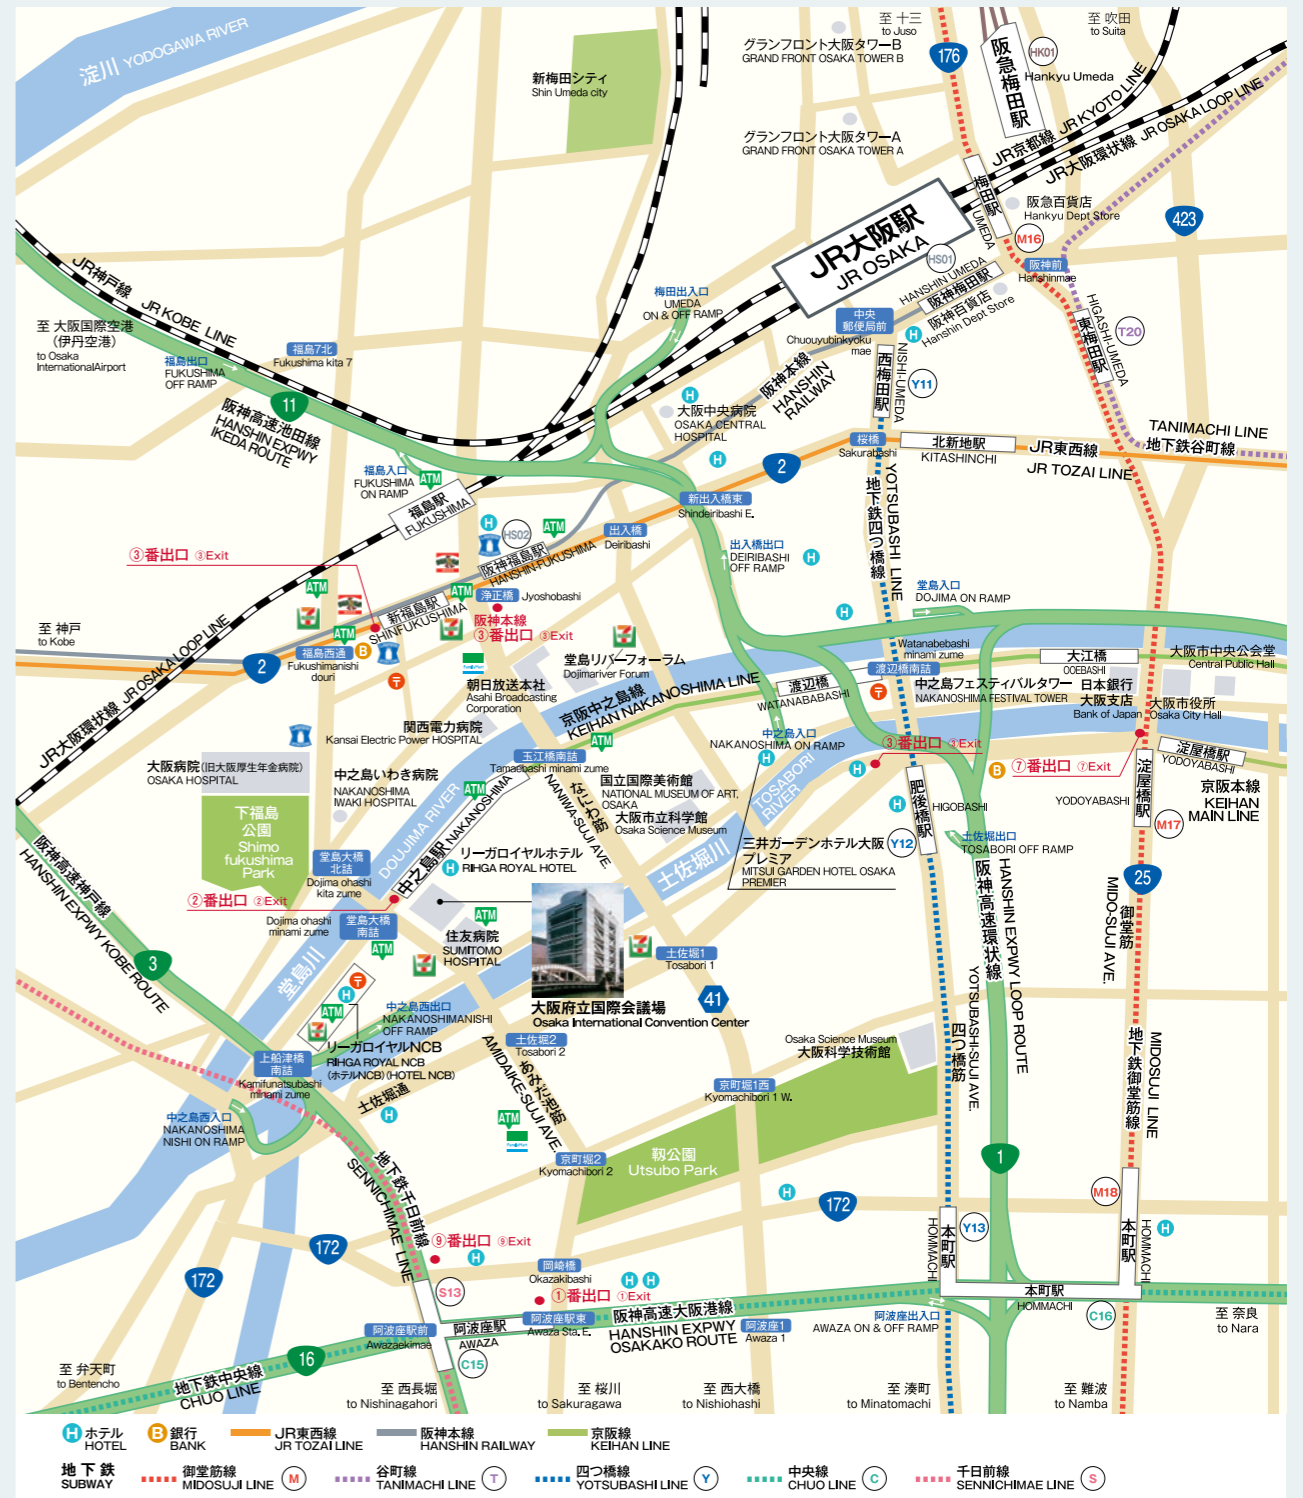 淀川 YODOGAWA RIVER
新梅田シティ
Shin Umeda city
グランフロント大阪タワーB
GRAND FRONT OSAKA TOWER B
グランフロント大阪タワーA
GRAND FRONT OSAKA TOWER A
至 十三
to Juso
176
阪急梅田駅
HK01
Hankyu Umeda
至 吹田
to Suita
JR京都線 JR KYOTO LINE
JR大阪環状線 JR OSAKA LOOP LINE
梅田駅
UMEDA
M16
阪急百貨店
Hankyu Dept Store
423
阪神前
Hanshinmae
JR大阪駅
JR OSAKA
HS01
HANSHIN UMEDA
阪神梅田駅
阪神百貨店
Hanshin Dept Store
HIGASHI-UMEDA
東梅田駅
T20
中央
郵便局前
Chuouyubinkyoku
mae
NISHI-UMEDA
西梅田駅
Y11
梅田出入口
UMEDA
ON & OFF RAMP
JR神戸線 JR KOBE LINE
至 大阪国際空港
（伊丹空港）
to Osaka
InternationalAirport
福島出口
FUKUSHIMA
OFF RAMP
福島7北
Fukushima kita 7
11
阪神高速池田線
HANSHIN EXPWY
IKEDA ROUTE
阪神本線
HANSHIN
RAILWAY
大阪中央病院
OSAKA CENTRAL
HOSPITAL
TANIMACHI LINE
地下鉄谷町線
桜橋
Sakurabashi
北新地駅
KITASHINCHI
JR東西線
JR TOZAI LINE
2
福島入口
FUKUSHIMA
ON RAMP
ATM
福島駅
FUKUSHIMA
新出入橋東
Shindeiribashi E.
YOTSUBASHI LINE
地下鉄四つ橋線
HS02
ATM
出入橋
Deiribashi
③番出口 ③Exit
阪神福島駅
HANSHIN-FUKUSHIMA
出入橋出口
DEIRIBASHI
OFF RAMP
堂島入口
DOJIMA ON RAMP
ATM
ATM
浄正橋
Jyoshobashi
新福島駅
SHINFUKUSHIMA
阪神本線
③番出口 ③Exit
至 神戸
to Kobe
JR大阪環状線 JR OSAKA LOOP LINE
2
ATM
福島西通
Fukushimanishi
douri
B
堂島リバーフォーラム
Dojimariver Forum
朝日放送本社
Asahi Broadcasting
Corporation
Watanabebashi
minami zume
渡辺橋南詰
大江橋
OOEBASHI
大阪市中央公会堂
Central Public Hall
京阪中之島線
KEIHAN NAKANOSHIMA LINE
渡辺橋
WATANABABASHI
中之島フェスティバルタワー
NAKANOSHIMA FESTIVAL TOWER
日本銀行
大阪支店
Bank of Japan
大阪市役所
Osaka City Hall
関西電力病院
Kansai Electric Power HOSPITAL
ATM
中之島入口
NAKANOSHIMA ON RAMP
③番出口 ③Exit
⑦番出口 ⑦Exit
淀屋橋駅
YODOYABASHI
京阪本線
KEIHAN
MAIN LINE
玉江橋南詰
Tamaebashi minami zume
大阪病院(旧大阪厚生年金病院)
OSAKA HOSPITAL
中之島いわき病院
NAKANOSHIMA
IWAKI HOSPITAL
国立国際美術館
NATIONAL MUSEUM OF ART,
OSAKA
大阪市立科学館
Osaka Science Museum
なにわ筋
NANIWA-SUJI AVE.
TOSABORI
RIVER
B
肥後橋駅
HIGOBASHI
YODOYABASHI
淀屋橋駅
M17
下福島
公園
Shimo
fukushima
Park
DOUJIMA RIVER
中之島駅 NAKANOSHIMA
土佐堀川
三井ガーデンホテル大阪
プレミア
MITSUI GARDEN HOTEL OSAKA
PREMIER
Y12
土佐堀出口
TOSABORI OFF RAMP
リーガロイヤルホテル
RIHGA ROYAL HOTEL
堂島大橋
北詰
Dojima ohashi
kita zume
②番出口 ②Exit
Dojima ohashi
minami zume
堂島大橋
南詰
ATM
ATM
住友病院
SUMITOMO
HOSPITAL
阪神高速神戸線
HANSHIN EXPWY KOBE ROUTE
3
堂島川
土佐堀1
Tosabori 1
41
大阪府立国際会議場
Osaka International Convention Center
阪神高速環状線
HANSHIN EXPWY LOOP ROUTE
25
御堂筋
MIDO-SUJI AVE.
ATM
中之島西出口
NAKANOSHIMANISHI
OFF RAMP
リーガロイヤルNCB
RIHGA ROYAL NCB
(ホテルNCB) (HOTEL NCB)
上船津橋
南詰
Kamifunatsubashi
minami zume
土佐堀2
Tosabori 2
あみだ池筋
AMIDAIKE-SUJI AVE.
土佐堀通
Osaka Science Museum
大阪科学技術館
京町堀1西
Kyomachibori 1 W.
四つ橋筋
YOTSUBASHI-SUJI AVE.
地下鉄御堂筋線
MIDOSUJI LINE
中之島西入口
NAKANOSHIMA
NISHI ON RAMP
ATM
京町堀2
Kyomachibori 2
靱公園
Utsubo Park
1
地下鉄千日前線
SENNICHIMAE LINE
172
172
172
⑨番出口 ⑨Exit
S13
岡崎橋
Okazakibashi
①番出口 ①Exit
阿波座駅東
Awaza Sta. E.
阿波座駅前
Awazaekimae
阿波座駅
AWAZA
C15
阪神高速大阪港線
HANSHIN EXPWY
OSAKAKO ROUTE
阿波座1
Awaza 1
阿波座出入口
AWAZA ON & OFF RAMP
本町駅
HOMMACHI
Y13
本町駅
HOMMACHI
M18
本町駅
HOMMACHI
C16
至 奈良
to Nara
16
地下鉄中央線
CHUO LINE
至 弁天町
to Bentencho
至 西長堀
to Nishinagahori
至 桜川
to Sakuragawa
至 西大橋
to Nishiohashi
至 湊町
to Minatomachi
至 難波
to Namba
H ホテル
HOTEL
B 銀行
BANK
JR東西線
JR TOZAI LINE
阪神本線
HANSHIN RAILWAY
京阪線
KEIHAN LINE
地下鉄
SUBWAY
御堂筋線
MIDOSUJI LINE M
谷町線
TANIMACHI LINE T
四つ橋線
YOTSUBASHI LINE Y
中央線
CHUO LINE C
千日前線
SENNICHIMAE LINE S